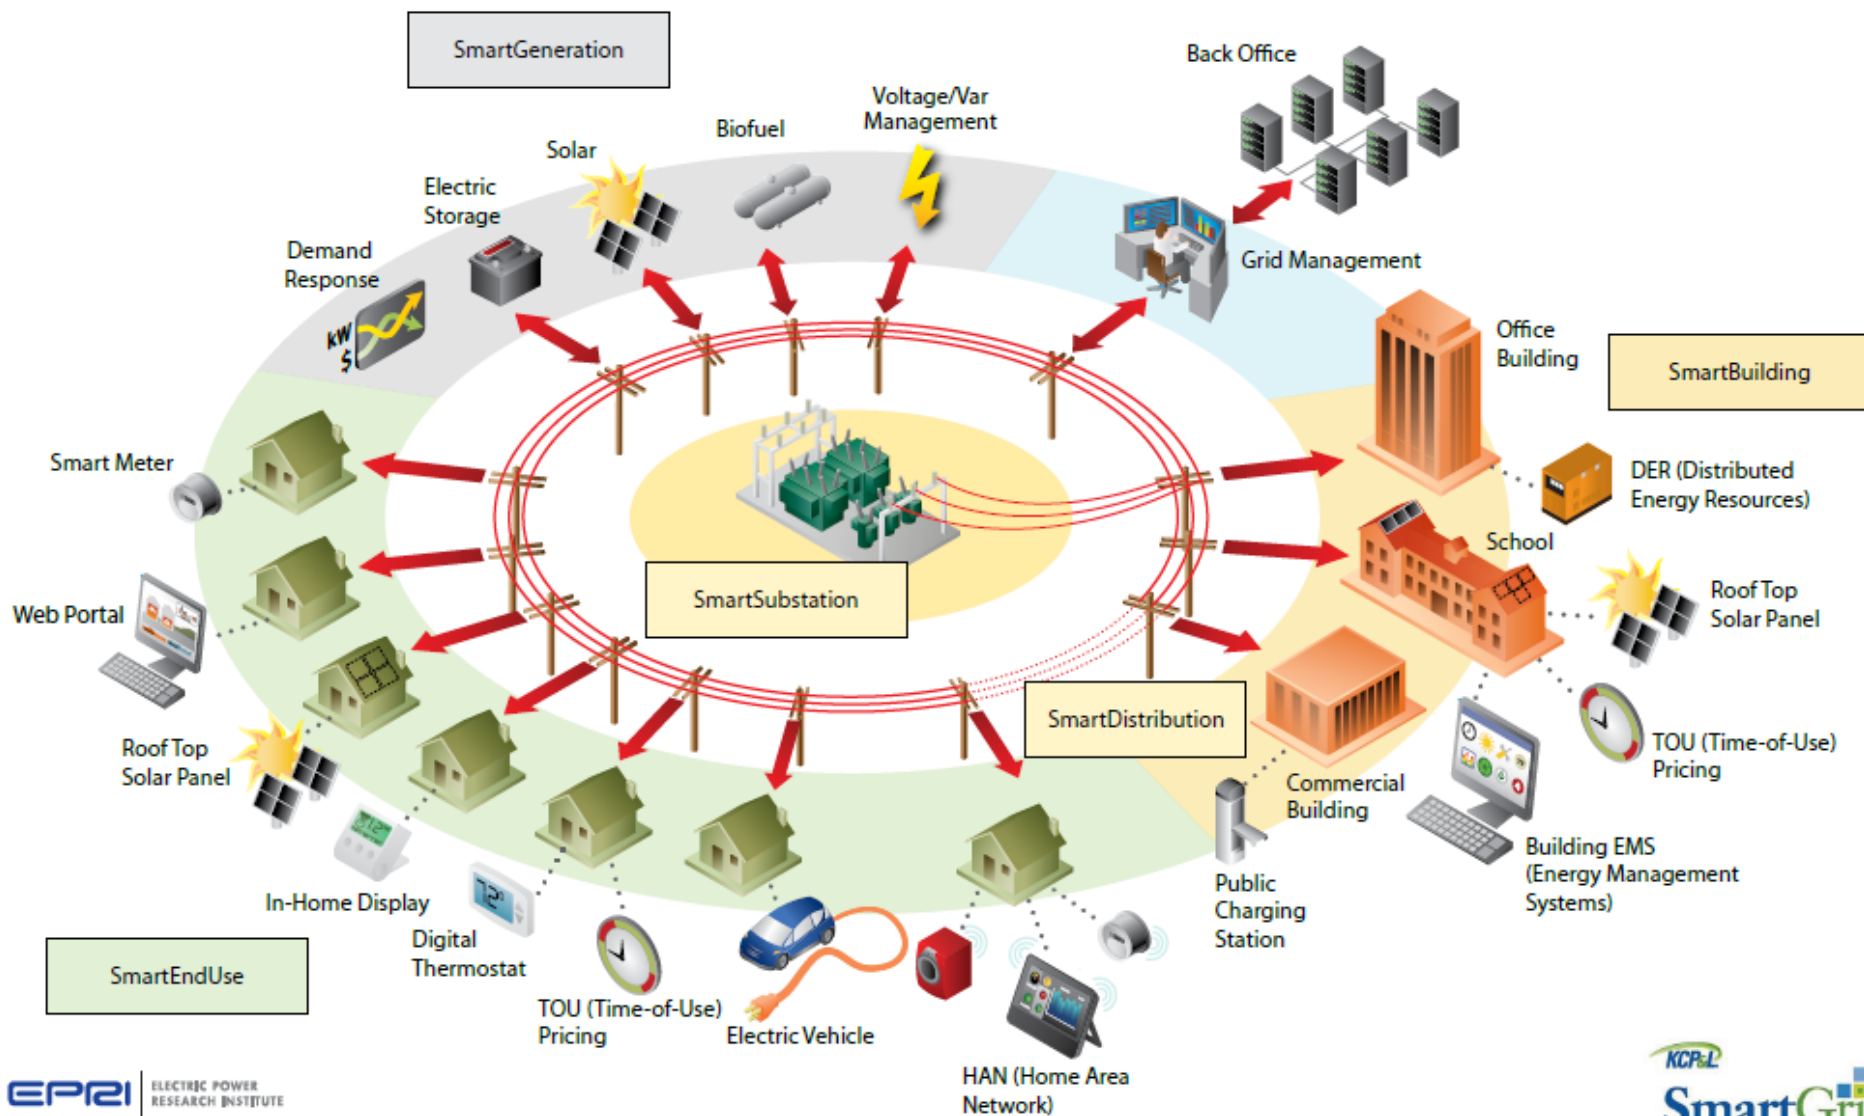 SmartGeneration
Back Office
Voltage/Var
Management
Biofuel
Solar
Electric
Storage
Demand
Response
kW
$
Grid Management
Office
Building
SmartBuilding
Smart Meter
DER (Distributed
Energy Resources)
School
Web Portal
SmartSubstation
Roof Top
Solar Panel
SmartDistribution
Roof Top
Solar Panel
TOU (Time-of-Use)
Pricing
Commercial
Building
Building EMS
(Energy Management
Systems)
In-Home Display
72°
Digital
Thermostat
Public
Charging
Station
SmartEndUse
TOU (Time-of-Use)
Pricing
Electric Vehicle
HAN (Home Area
Network)
EPRI
ELECTRIC POWER
RESEARCH INSTITUTE
KCP&L
SmartGri